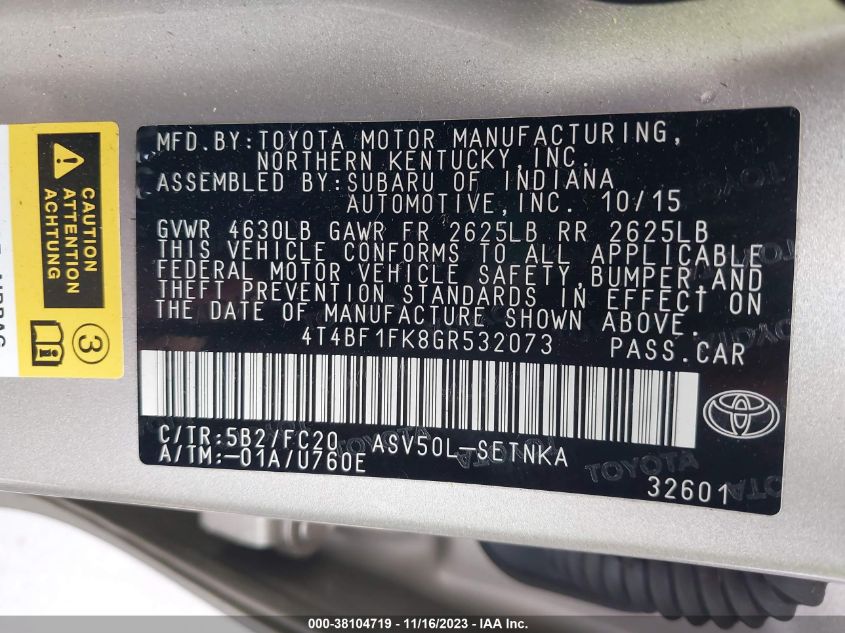 CAUTION
ATTENTION
ACHTUNG
3
MFD.BY:TOYOTA MOTOR MANUFACTURING,
NORTHERN KENTUCKY,INC.
ASSEMBLED BY:SUBARU OF INDIANA
AUTOMOTIVE,INC. 10/15
GVWR 4630LB GAWR FR 2625LB RR 2625LB
THIS VEHICLE CONFORMS TO ALL APPLICABLE
FEDERAL MOTOR VEHICLE SAFETY,BUMPER,AND
THEFT PREVENTION STANDARDS IN EFFECT ON
THE DATE OF MANUFACTURE SHOWN ABOVE.
4T4BF1FK8GR532073 PASS.CAR
C/TR:5B2/FC20 ASV50L-SETNKA
A/TM:-01A/U760E
TOYOTA
32601
000-38104719 - 11/16/2023 - IAA Inc.